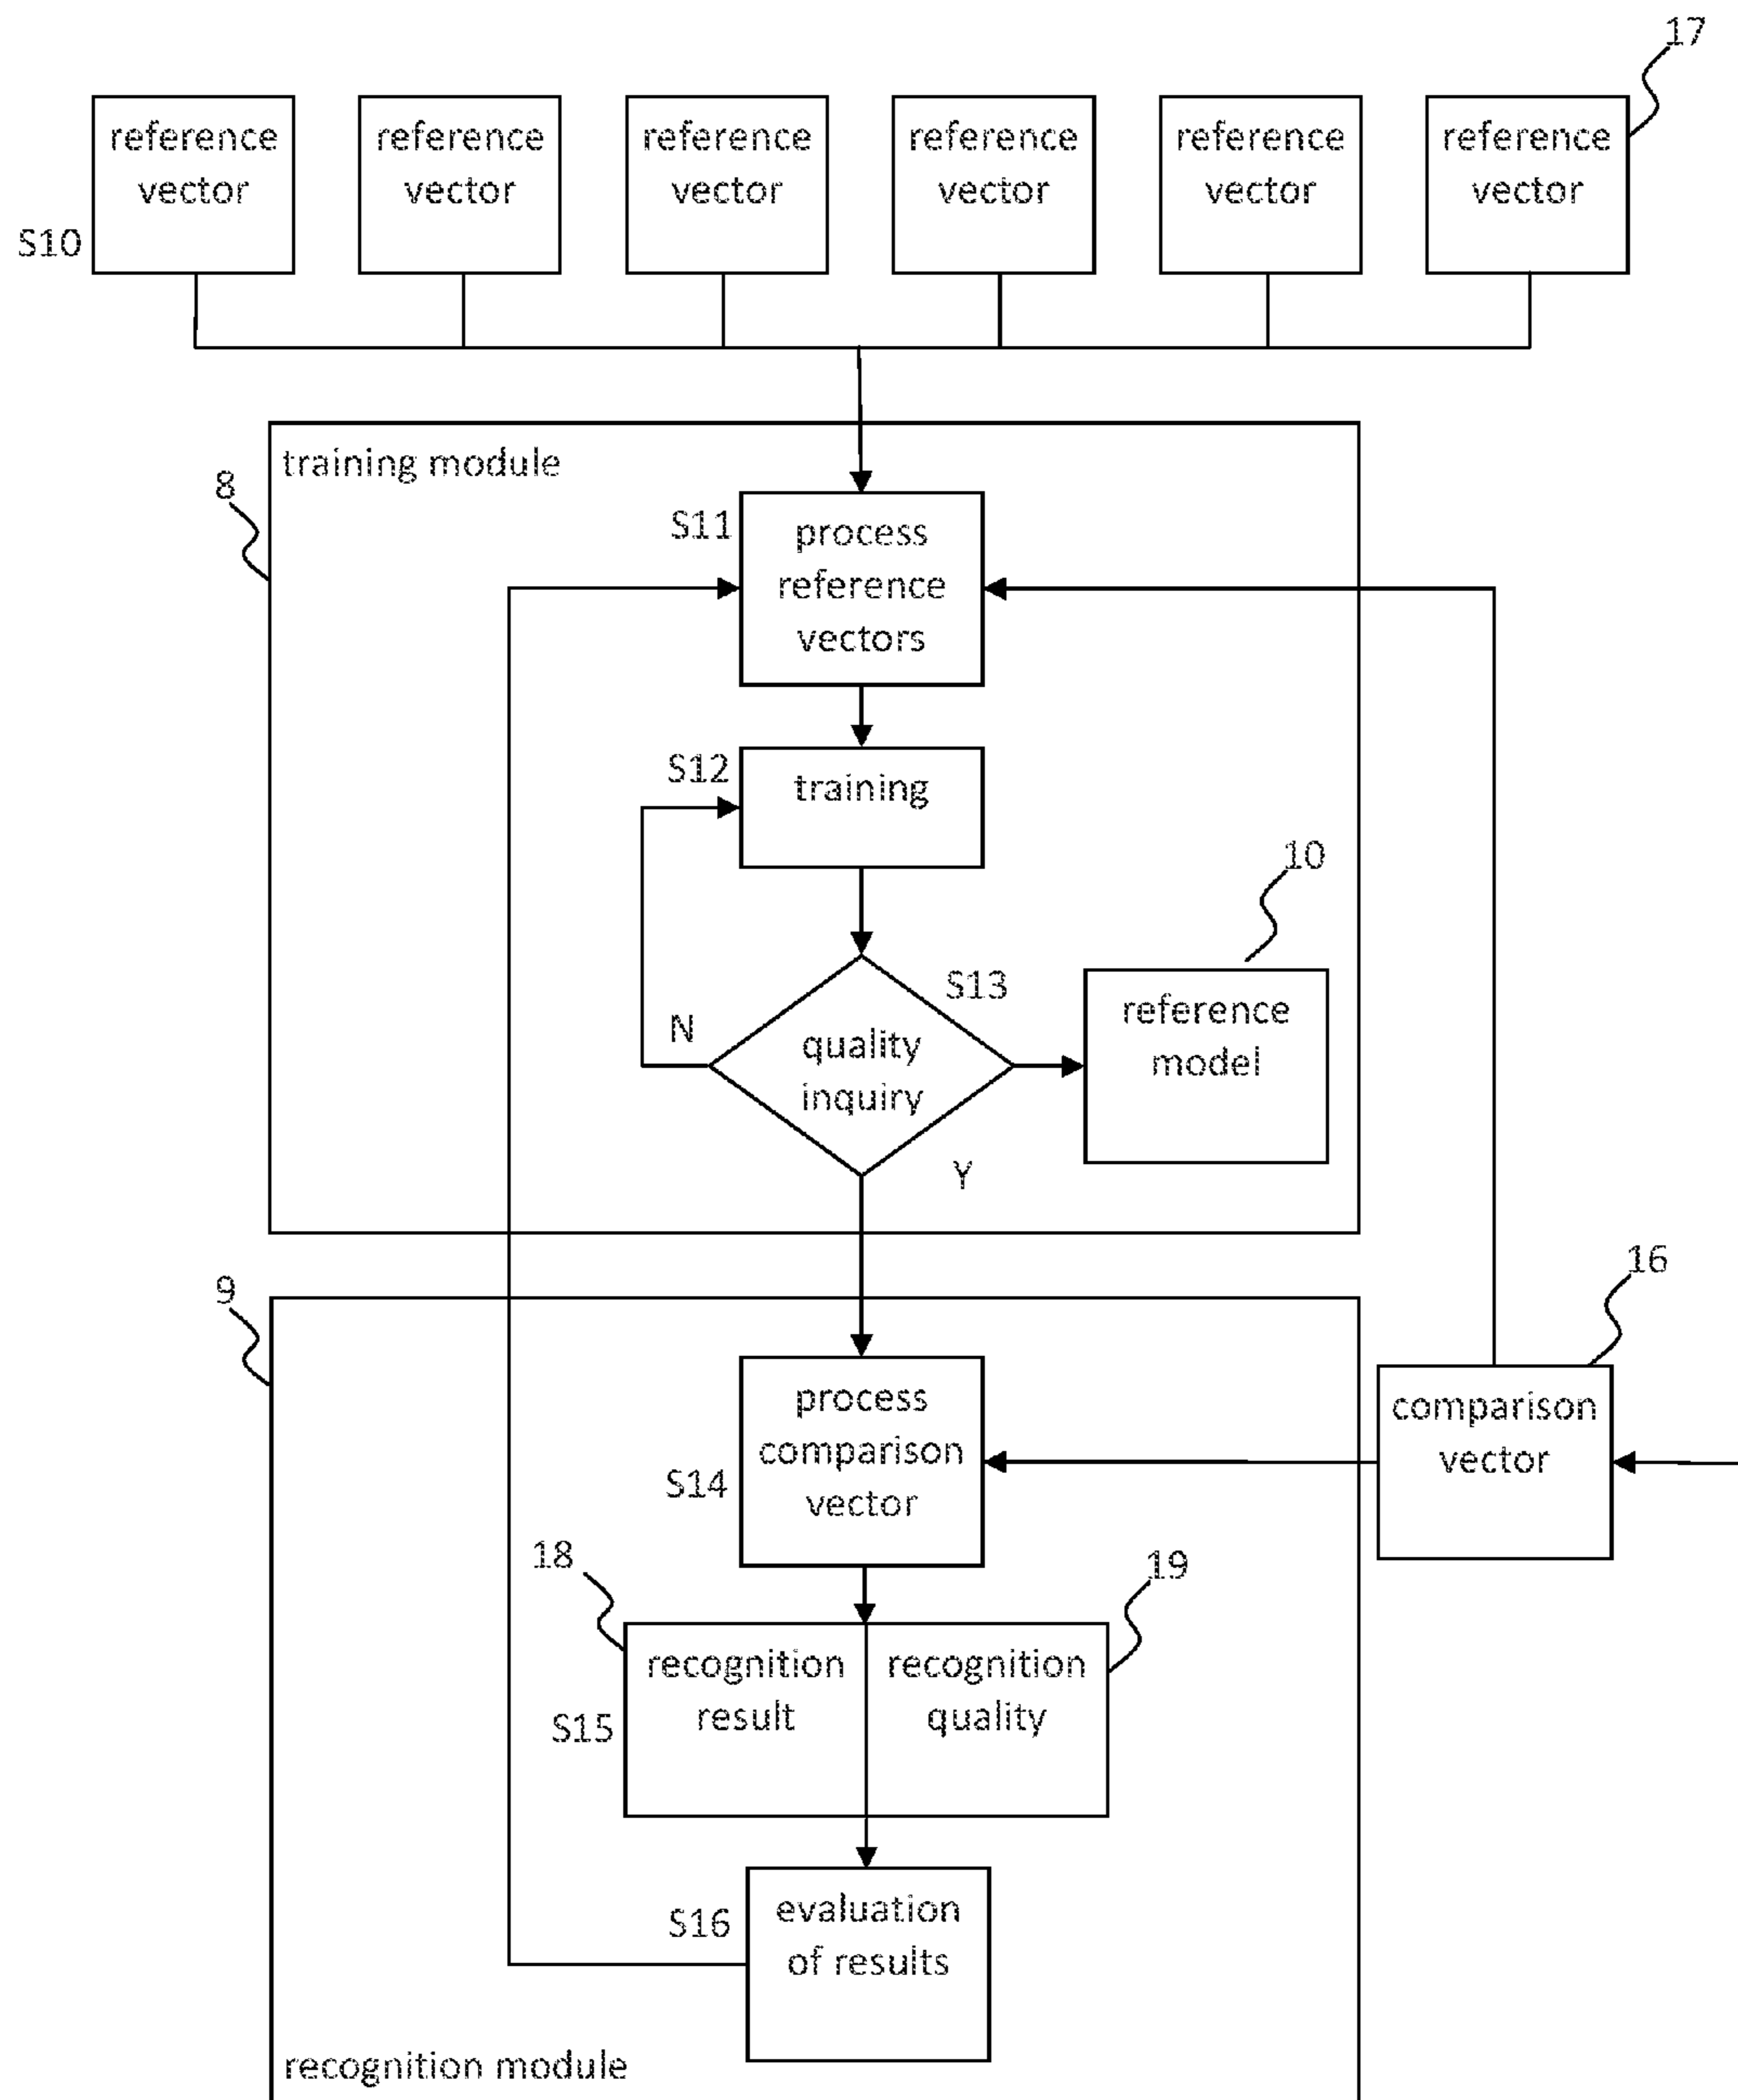 17
reference
vector
reference
vector
reference
vector
reference
vector
reference
vector
reference
vector
S10
training module
8
S11
process
reference
vectors
S12
training
10
S13
reference
model
N
quality
inquiry
Y
16
9
process
comparison
vector
comparison
vector
S14
18
19
recognition
result
recognition
quality
S15
S16
evaluation
of results
recognition module